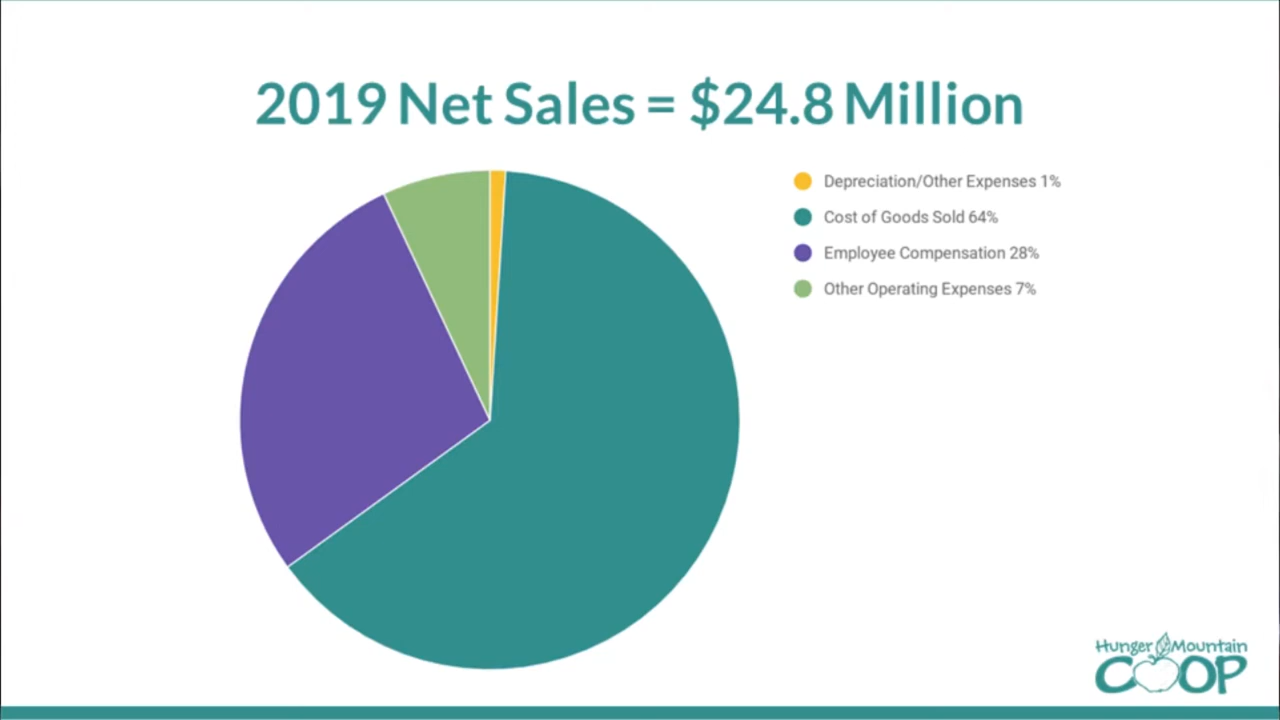 2019 Net Sales = $24.8 Million
Depreciation/Other Expenses 1%
Cost of Goods Sold 64%
Employee Compensation 28%
Other Operating Expenses 7%
Hunger Mountain
COOP